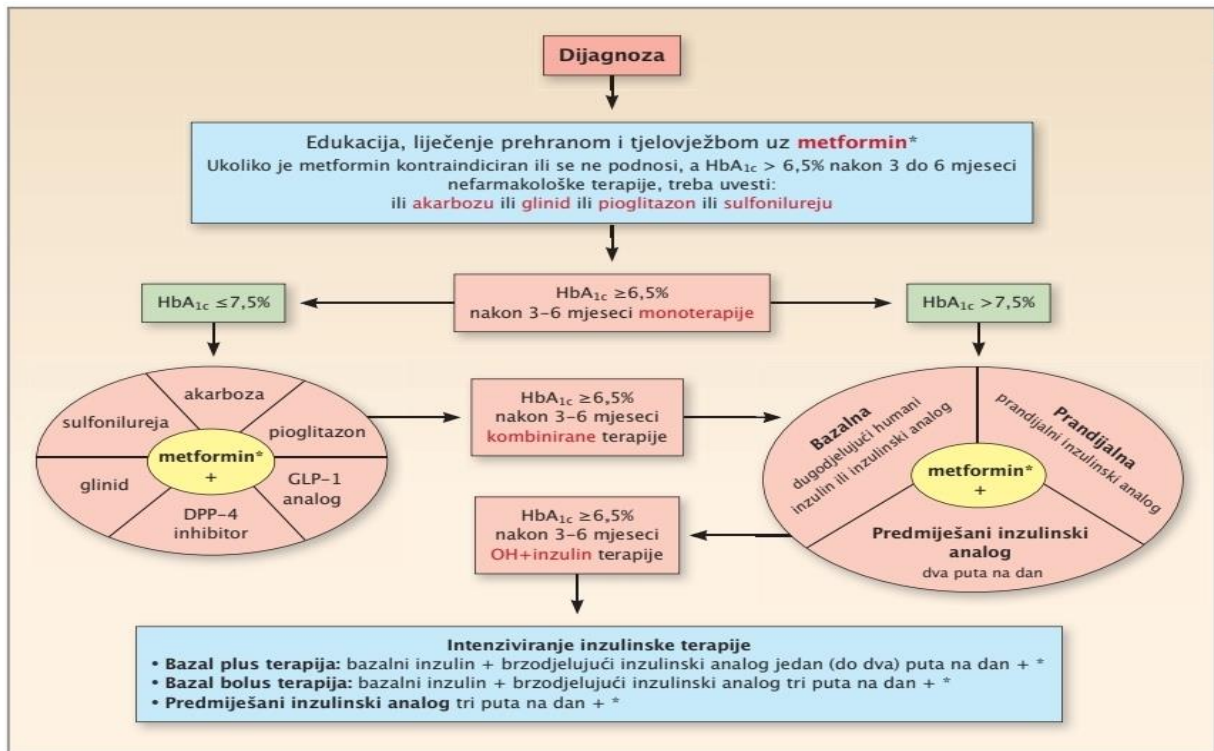 Dijagnoza
Edukacija, liječenje prehranom i tjelovježbom uz metformin*
Ukoliko je metformin kontraindiciran ili se ne podnosi, a HbA1c > 6,5% nakon 3 do 6 mjeseci
nefarmakološke terapije, treba uvesti:
ili akarbozu ili glinid ili pioglitazon ili sulfonilureju
HbA1c ≤7,5%
HbA1c ≥6,5%
nakon 3–6 mjeseci monoterapije
HbA1c >7,5%
akarboza
sulfonilureja
pioglitazon
metformin*
+
glinid
GLP–1
analog
DPP–4
inhibitor
HbA1c ≥6,5%
nakon 3–6 mjeseci
kombinirane terapije
Bazalna
dugodjelujući humani
inzulin ili inzulinski analog
Prandijalna
prandijalni inzulinski analog
metformin*
+
Predmiješani inzulinski
analog
dva puta na dan
HbA1c ≥6,5%
nakon 3–6 mjeseci
OH+inzulin terapije
Intenziviranje inzulinske terapije
• Bazal plus terapija: bazalni inzulin + brzodjelujući inzulinski analog jedan (do dva) puta na dan + *
• Bazal bolus terapija: bazalni inzulin + brzodjelujući inzulinski analog tri puta na dan + *
• Predmiješani inzulinski analog tri puta na dan + *